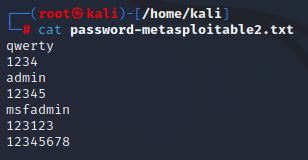 ┌──(root㉿kali)-[/home/kali]
└─# cat password-metasploitable2.txt
qwerty
1234
admin
12345
msfadmin
123123
12345678